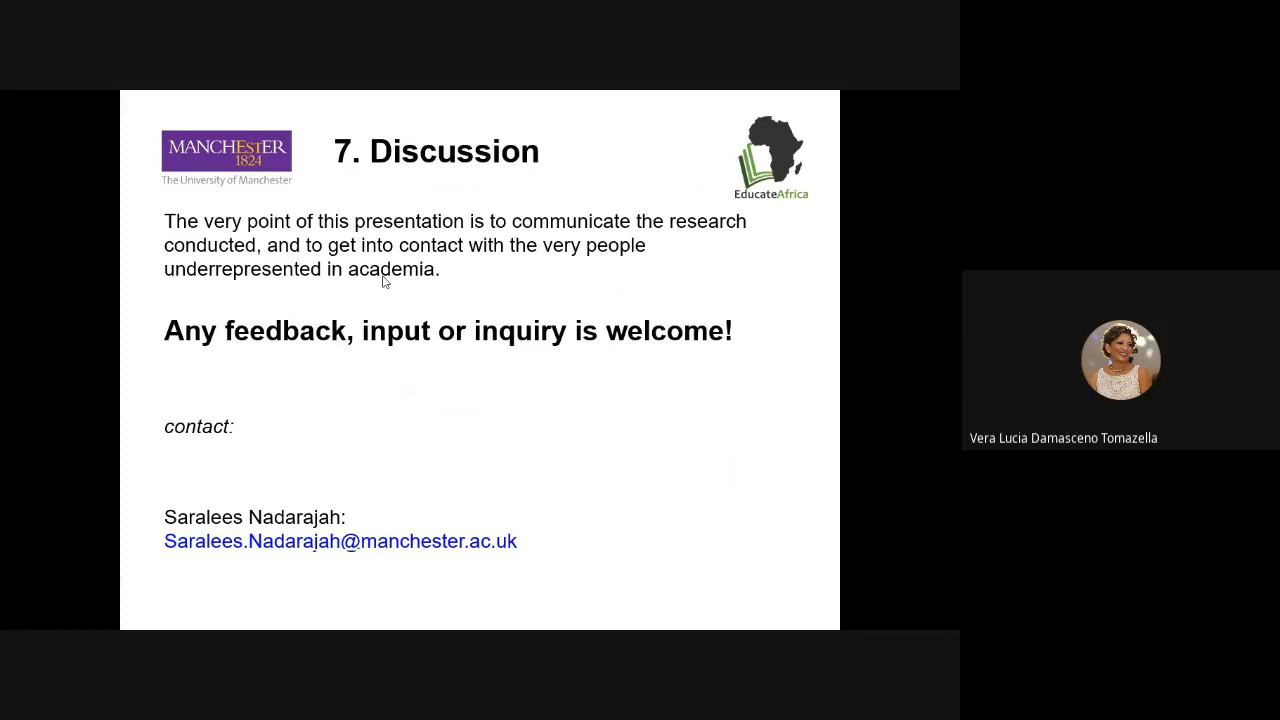 MANCHESTER
1824
The University of Manchester
7. Discussion
EducateAfrica
The very point of this presentation is to communicate the research
conducted, and to get into contact with the very people
underrepresented in academia.
Any feedback, input or inquiry is welcome!
contact:
Saralees Nadarajah:
Saralees.Nadarajah@manchester.ac.uk
Vera Lucia Damasceno Tomazella